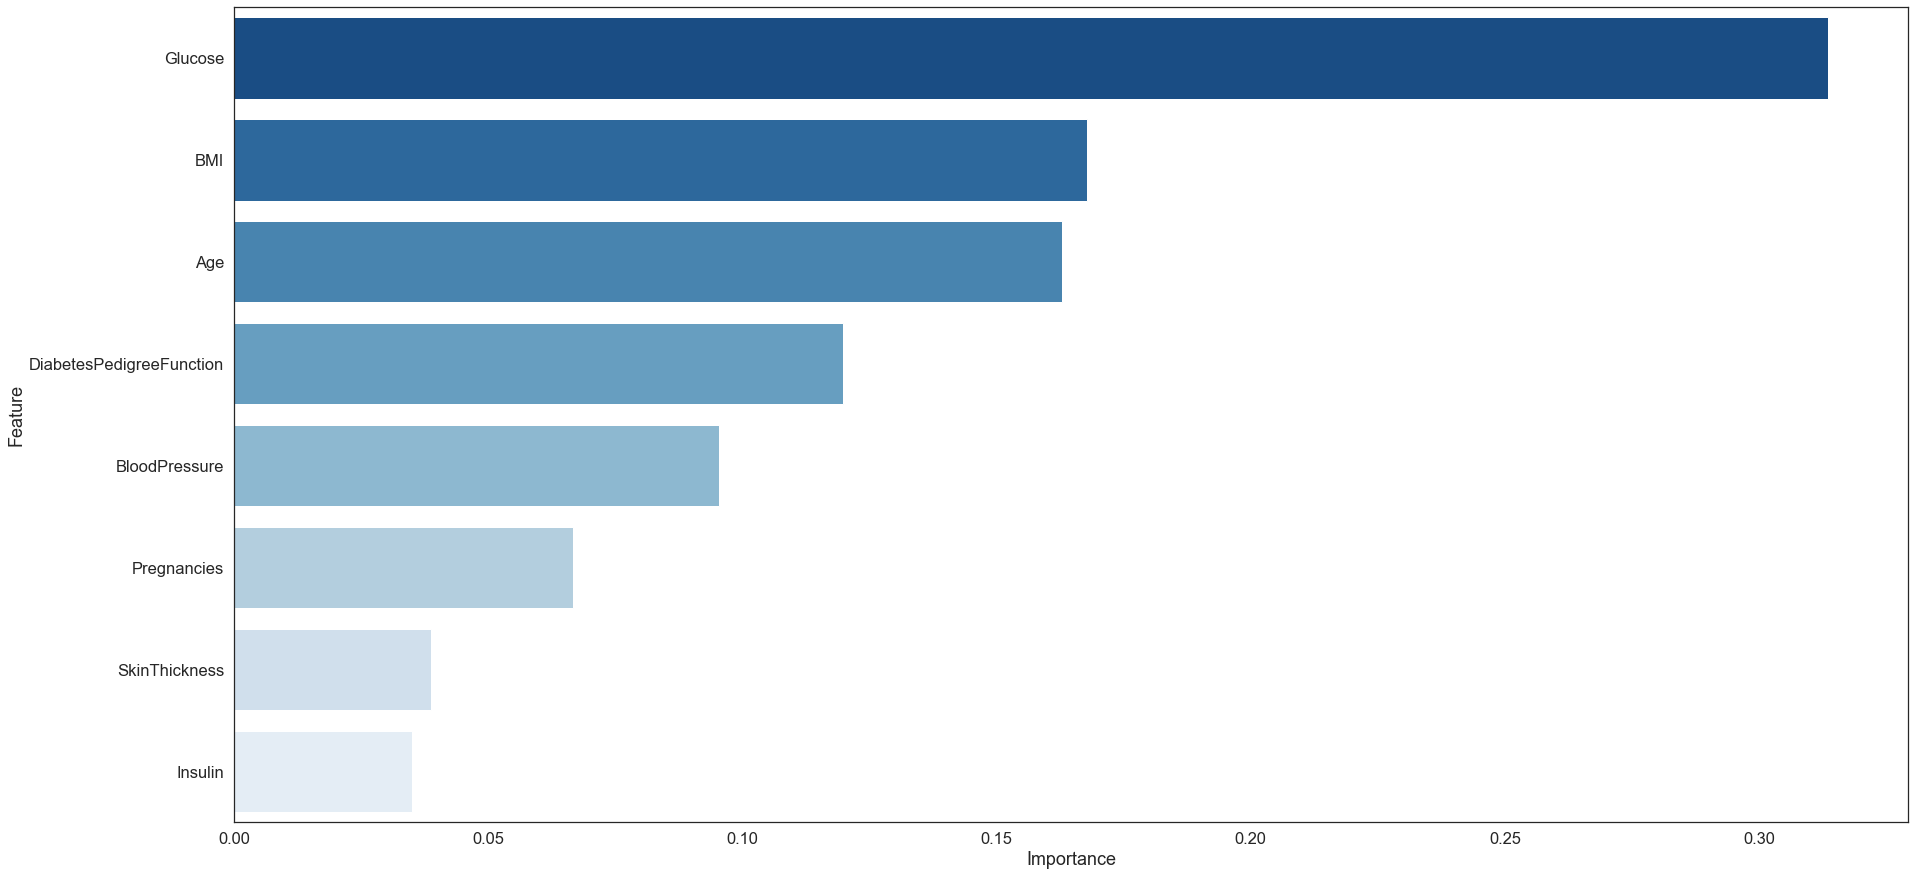 Glucose
BMI
Age
DiabetesPedigreeFunction
BloodPressure
Pregnancies
SkinThickness
Insulin
Feature
0.00 0.05 0.10 0.15 0.20 0.25 0.30
Importance